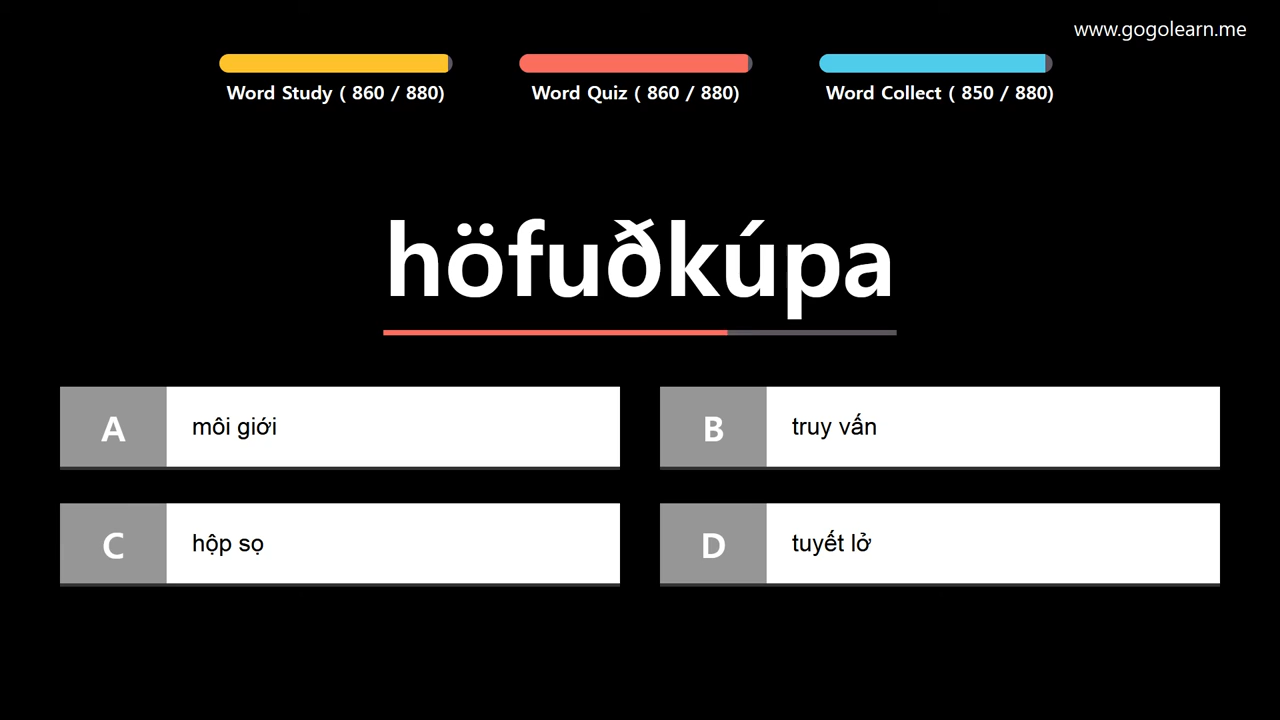 www.gogolearn.me
Word Study ( 860 / 880)
Word Quiz ( 860 / 880)
Word Collect ( 850 / 880)
höfuðkúpa
A môi giới
B truy vấn
C hộp sọ
D tuyết lở